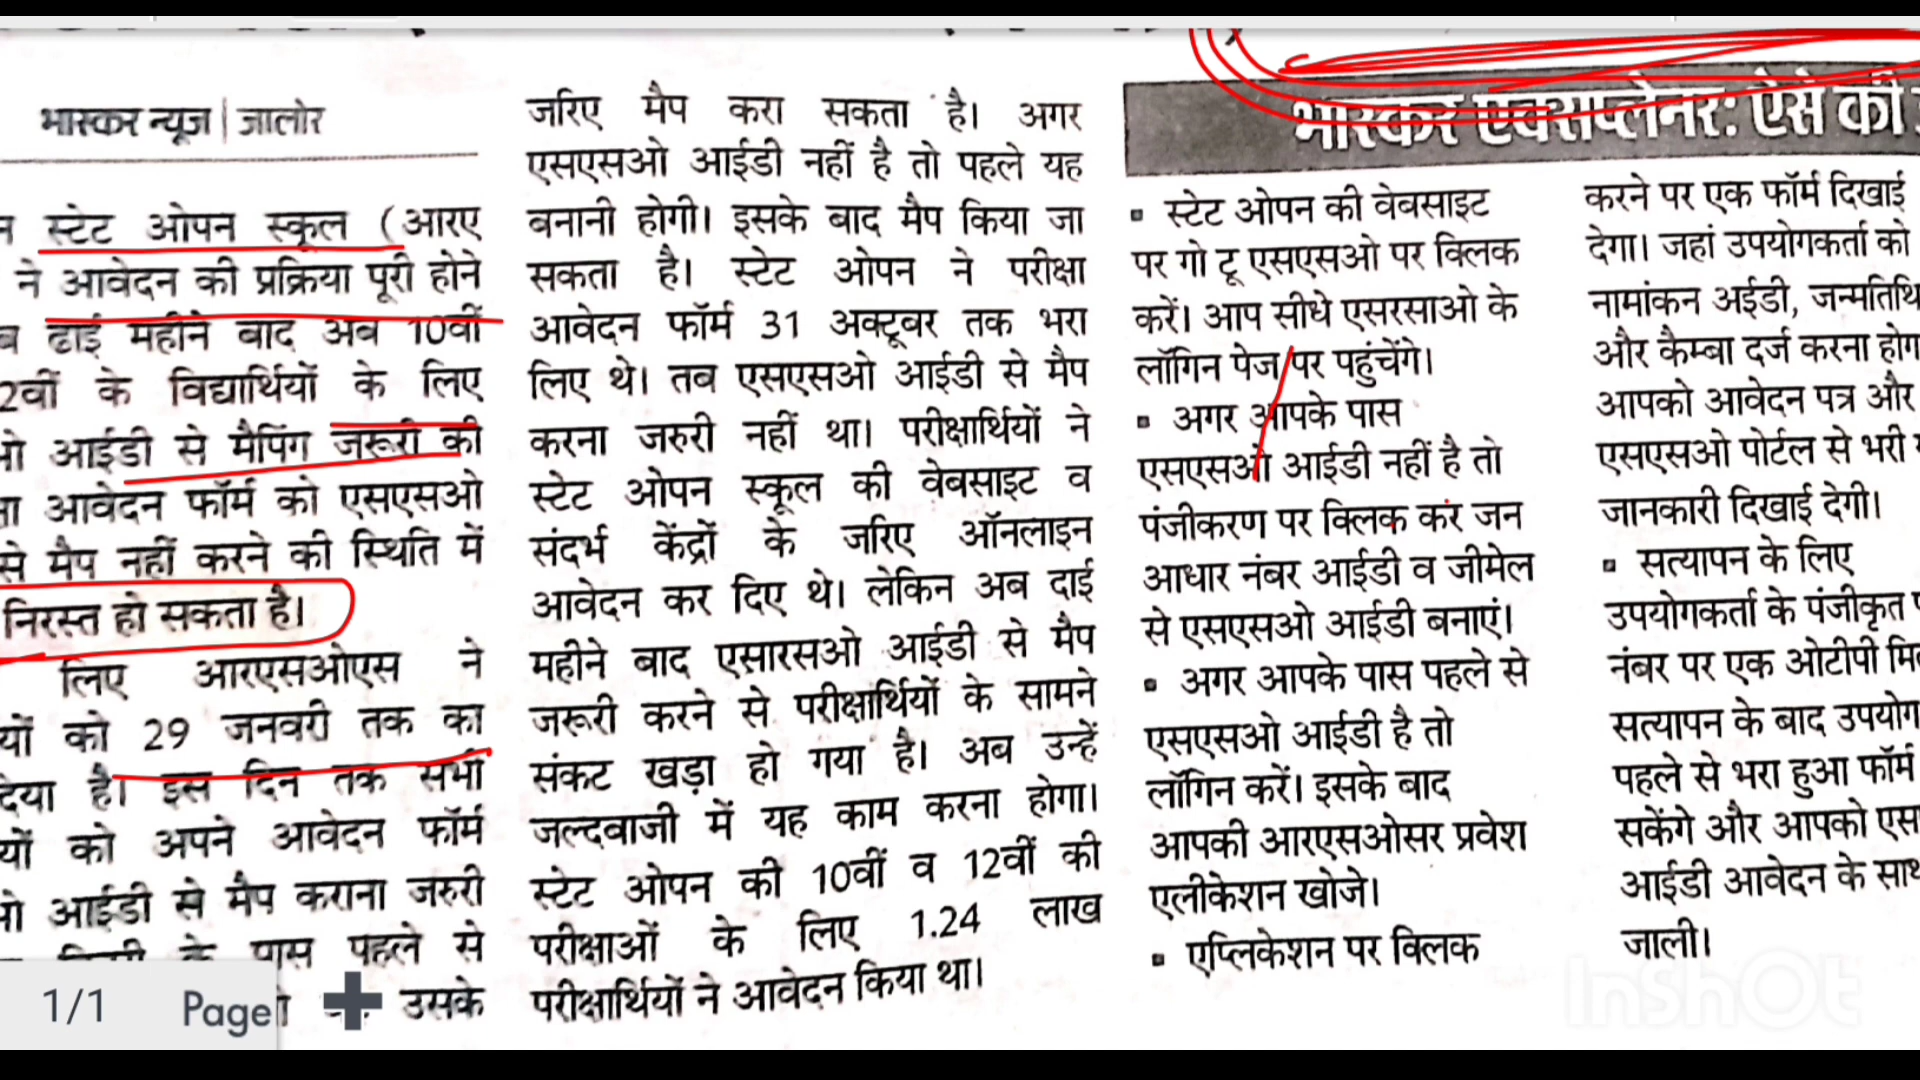 भास्कर न्यूज | जालोर
स्टेट ओपन स्कूल (आरए
ने आवेदन की प्रक्रिया पूरी होने
ब ढाई महीने बाद अब 10वीं
2वीं के विद्यार्थियों के लिए
ओ आईडी से मैपिंग जरूरी की
आवेदन फॉर्म को एसएसओ
से मैप नहीं करने की स्थिति में
निरस्त हो सकता है।
लिए आरएसओएस ने
यों को 29 जनवरी तक का
दिया है। इस दिन तक सभी
यों को अपने आवेदन फॉर्म
ओ आईडी से मैप कराना जरुरी
के पास पहले से
उसके
जरिए मैप करा सकता है। अगर
एसएसओ आईडी नहीं है तो पहले यह
बनानी होगी। इसके बाद मैप किया जा
सकता है। स्टेट ओपन ने परीक्षा
आवेदन फॉर्म 31 अक्टूबर तक भरा
लिए थे। तब एसएसओ आईडी से मैप
करना जरुरी नहीं था। परीक्षार्थियों ने
स्टेट ओपन स्कूल की वेबसाइट व
संदर्भ केंद्रों के जरिए ऑनलाइन
आवेदन कर दिए थे। लेकिन अब दाई
महीने बाद एसारसओ आईडी से मैप
जरूरी करने से परीक्षार्थियों के सामने
संकट खड़ा हो गया है। अब उन्हें
जल्दवाजी में यह काम करना होगा।
स्टेट ओपन की 10वीं व 12वीं की
परीक्षाओं के लिए 1.24 लाख
परीक्षार्थियों ने आवेदन किया था।
भास्कर एक्सप्लेनर: ऐसे की
▪ स्टेट ओपन की वेबसाइट
पर गो टू एसएसओ पर क्लिक
करें। आप सीधे एसरसाओ के
लॉगिन पेज पर पहुंचेंगे।
▪ अगर आपके पास
एसएसओ आईडी नहीं है तो
पंजीकरण पर क्लिक कर जन
आधार नंबर आईडी व जीमेल
से एसएसओ आईडी बनाएं।
▪ अगर आपके पास पहले से
एसएसओ आईडी है तो
लॉगिन करें। इसके बाद
आपकी आरएसओसर प्रवेश
एलीकेशन खोजे।
▪ एप्लिकेशन पर क्लिक
करने पर एक फॉर्म दिखाई
देगा। जहां उपयोगकर्ता को
नामांकन अईडी, जन्मतिथि
और कैम्बा दर्ज करना होग
आपको आवेदन पत्र और
एसएसओ पोर्टल से भरी
जानकारी दिखाई देगी।
▪ सत्यापन के लिए
उपयोगकर्ता के पंजीकृत
नंबर पर एक ओटीपी मि
सत्यापन के बाद उपयोग
पहले से भरा हुआ फॉर्म
सकेंगे और आपको एस
आईडी आवेदन के साथ
जाली।
1/1 Page
InShOt